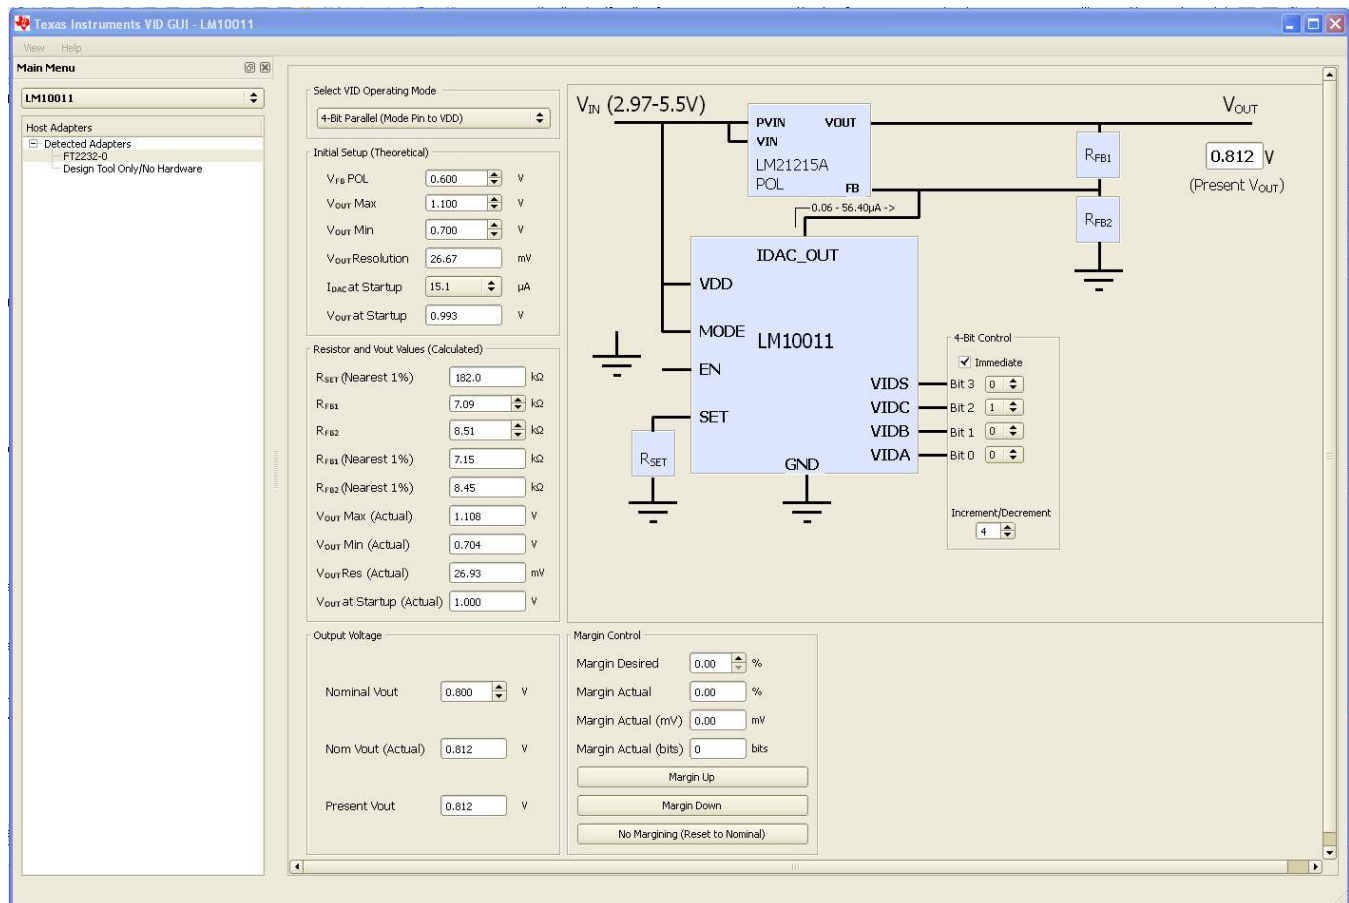 Texas Instruments VID GUI - LM10011
View Help
Main Menu
LM10011
Host Adapters
Detected Adapters
FT2232-0
Design Tool Only/No Hardware
Select VID Operating Mode
4-Bit Parallel (Mode Pin to VDD)
Initial Setup (Theoretical)
VFB POL 0.600 V
VOUT Max 1.100 V
VOUT Min 0.700 V
VOUT Resolution 26.67 mV
IDAC at Startup 15.1 µA
VOUT at Startup 0.993 V
Resistor and Vout Values (Calculated)
RSET (Nearest 1%) 182.0 kΩ
RFB1 7.09 kΩ
RFB2 8.51 kΩ
RFB1 (Nearest 1%) 7.15 kΩ
RFB2 (Nearest 1%) 8.45 kΩ
VOUT Max (Actual) 1.108 V
VOUT Min (Actual) 0.704 V
VOUT Res (Actual) 26.93 mV
VOUT at Startup (Actual) 1.000 V
VIN (2.97-5.5V)
PVIN VOUT
VIN
LM21215A
POL FB
VOUT
RFB1
0.812 V
(Present VOUT)
RFB2
0.06 - 56.40µA ->
IDAC_OUT
VDD
MODE
LM10011
EN
SET
RSET
GND
VIDS
VIDC
VIDB
VIDA
4-Bit Control
Immediate
Bit 3 0
Bit 2 1
Bit 1 0
Bit 0 0
Increment/Decrement
4
Output Voltage
Nominal Vout 0.800 V
Nom Vout (Actual) 0.812 V
Present Vout 0.812 V
Margin Control
Margin Desired 0.00 %
Margin Actual 0.00 %
Margin Actual (mV) 0.00 mV
Margin Actual (bits) 0 bits
Margin Up
Margin Down
No Margining (Reset to Nominal)